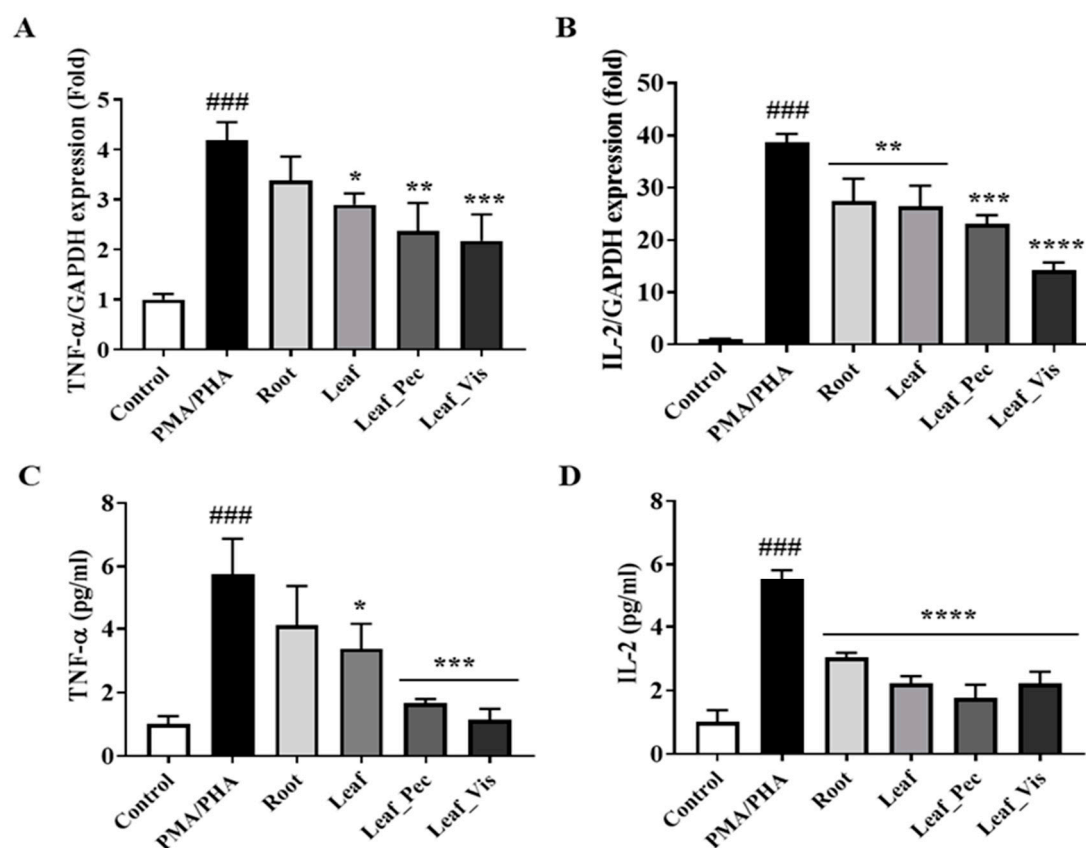 A
TNF-α/GAPDH expression (Fold)
5
4
3
2
1
0
###
*
**
***
Control
PMA/PHA
Root
Leaf
Leaf_Pec
Leaf_Vis
B
IL-2/GAPDH expression (fold)
50
40
30
20
10
0
###
**
***
****
Control
PMA/PHA
Root
Leaf
Leaf_Pec
Leaf_Vis
C
TNF-α (pg/ml)
8
6
4
2
0
###
*
***
Control
PMA/PHA
Root
Leaf
Leaf_Pec
Leaf_Vis
D
IL-2 (pg/ml)
8
6
4
2
0
###
****
Control
PMA/PHA
Root
Leaf
Leaf_Pec
Leaf_Vis